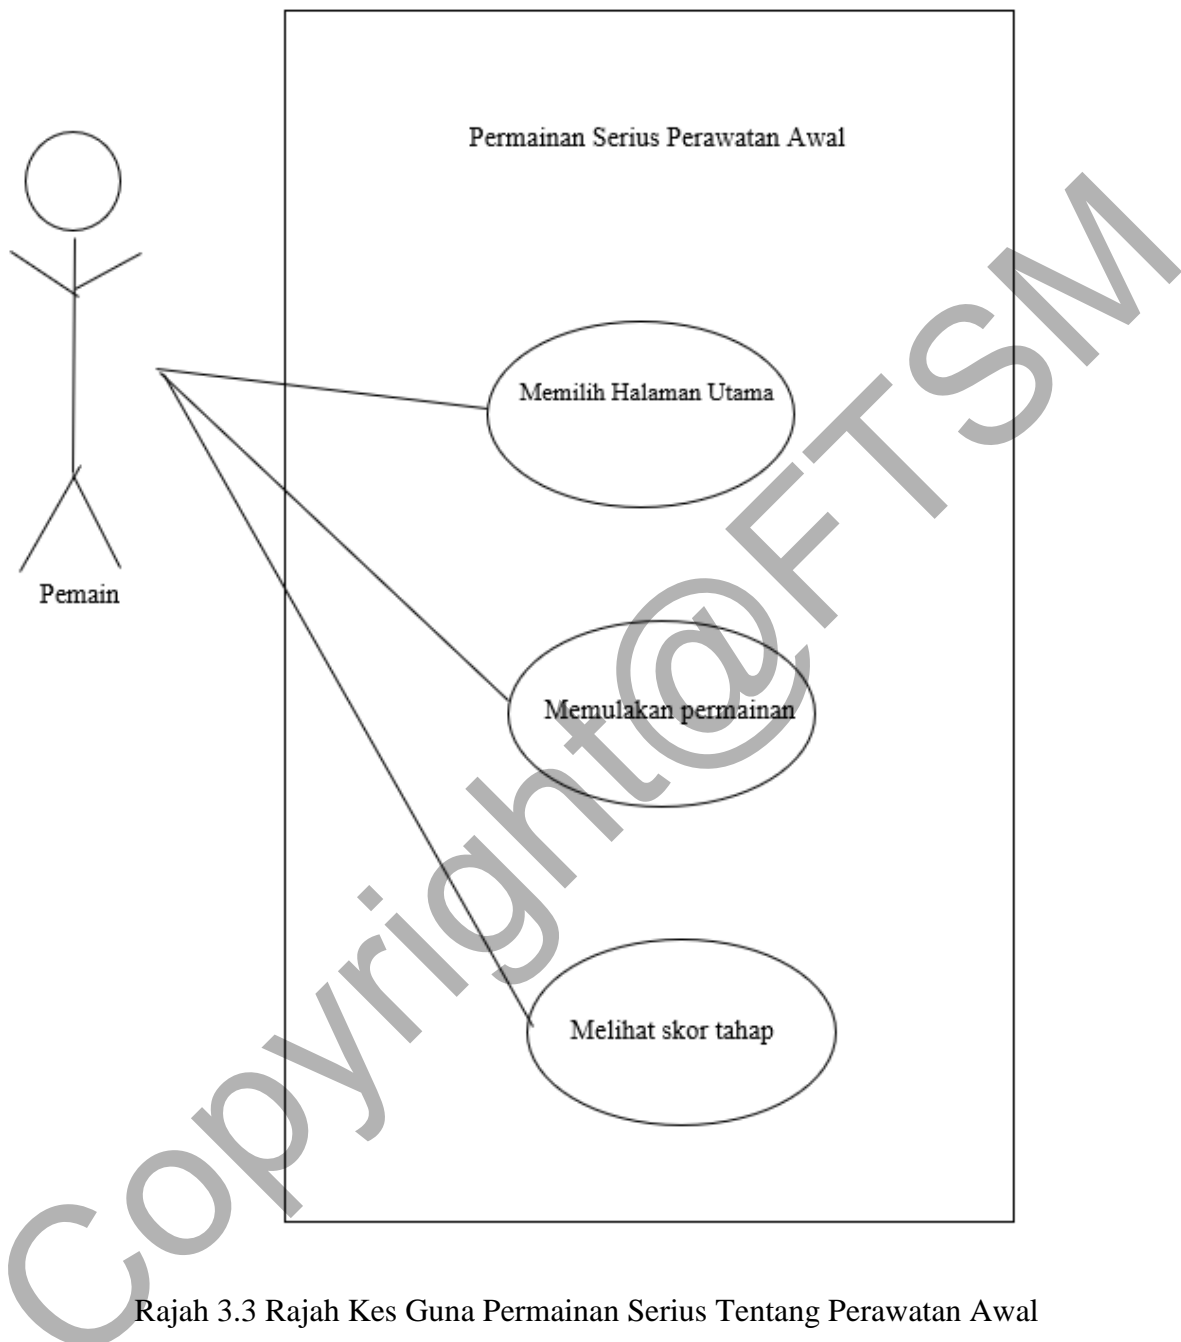 Permainan Serius Perawatan Awal
Memilih Halaman Utama
Pemain
Memulakan permainan
Melihat skor tahap
Copyright@FTSM
Rajah 3.3 Rajah Kes Guna Permainan Serius Tentang Perawatan Awal